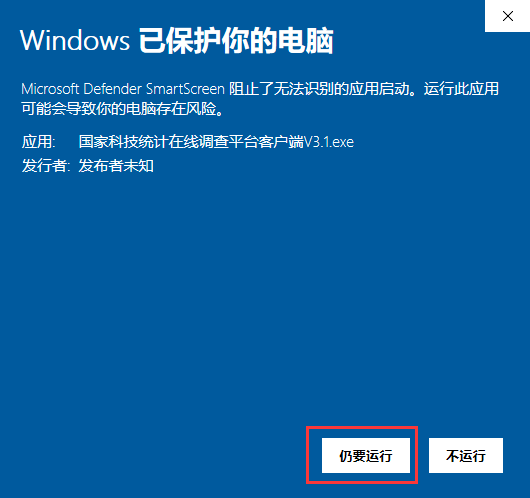 Windows 已保护你的电脑
Microsoft Defender SmartScreen 阻止了无法识别的应用启动。运行此应用
可能会导致你的电脑存在风险。
应用: 国家科技统计在线调查平台客户端V3.1.exe
发行者: 发布者未知
仍要运行 不运行